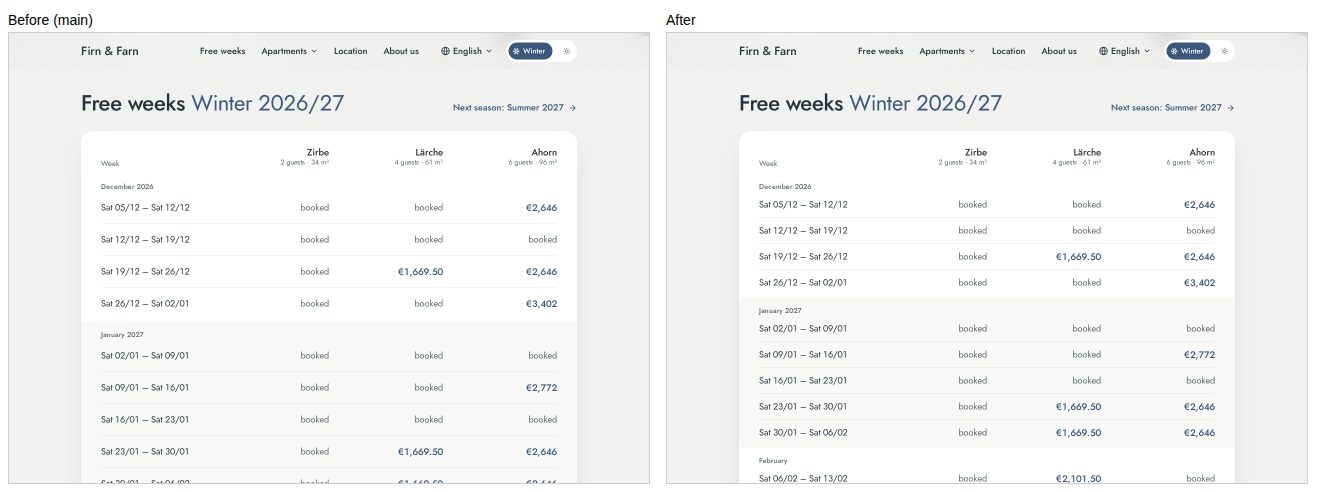 Before (main)
Firn & Farn Free weeks Apartments Location About us English Winter
Free weeks Winter 2026/27 Next season: Summer 2027 →
Week Zirbe Lärche Ahorn
2 guests · 34 m² 4 guests · 61 m² 6 guests · 96 m²
December 2026
Sat 05/12 – Sat 12/12 booked booked €2,646
Sat 12/12 – Sat 19/12 booked booked booked
Sat 19/12 – Sat 26/12 booked €1,669.50 €2,646
Sat 26/12 – Sat 02/01 booked booked €3,402
January 2027
Sat 02/01 – Sat 09/01 booked booked booked
Sat 09/01 – Sat 16/01 booked booked €2,772
Sat 16/01 – Sat 23/01 booked booked booked
Sat 23/01 – Sat 30/01 booked €1,669.50 €2,646
Sat 30/01 – Sat 06/02 booked €1,669.50 €2,646
After
Firn & Farn Free weeks Apartments Location About us English Winter
Free weeks Winter 2026/27 Next season: Summer 2027 →
Week Zirbe Lärche Ahorn
2 guests · 34 m² 4 guests · 61 m² 6 guests · 96 m²
December 2026
Sat 05/12 – Sat 12/12 booked booked €2,646
Sat 12/12 – Sat 19/12 booked booked booked
Sat 19/12 – Sat 26/12 booked €1,669.50 €2,646
Sat 26/12 – Sat 02/01 booked booked €3,402
January 2027
Sat 02/01 – Sat 09/01 booked booked booked
Sat 09/01 – Sat 16/01 booked booked €2,772
Sat 16/01 – Sat 23/01 booked booked booked
Sat 23/01 – Sat 30/01 booked €1,669.50 €2,646
Sat 30/01 – Sat 06/02 booked €1,669.50 €2,646
February
Sat 06/02 – Sat 13/02 booked €2,101.50 booked